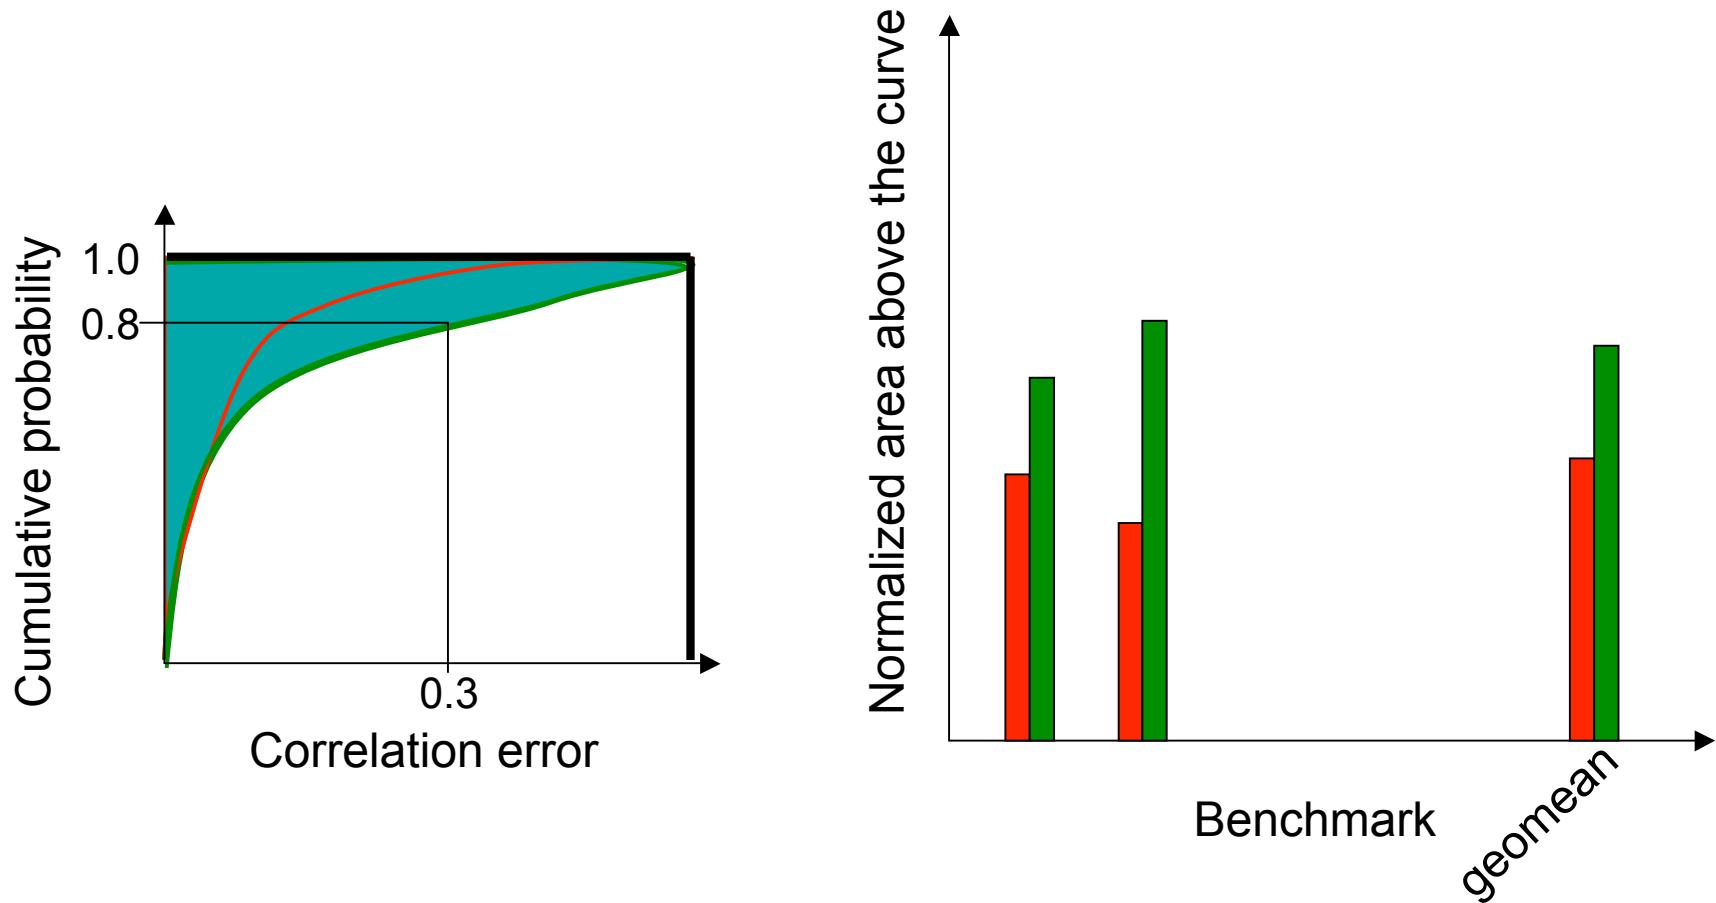 Cumulative probability
1.0
0.8
0.3
Correlation error
Normalized area above the curve
Benchmark
geomean